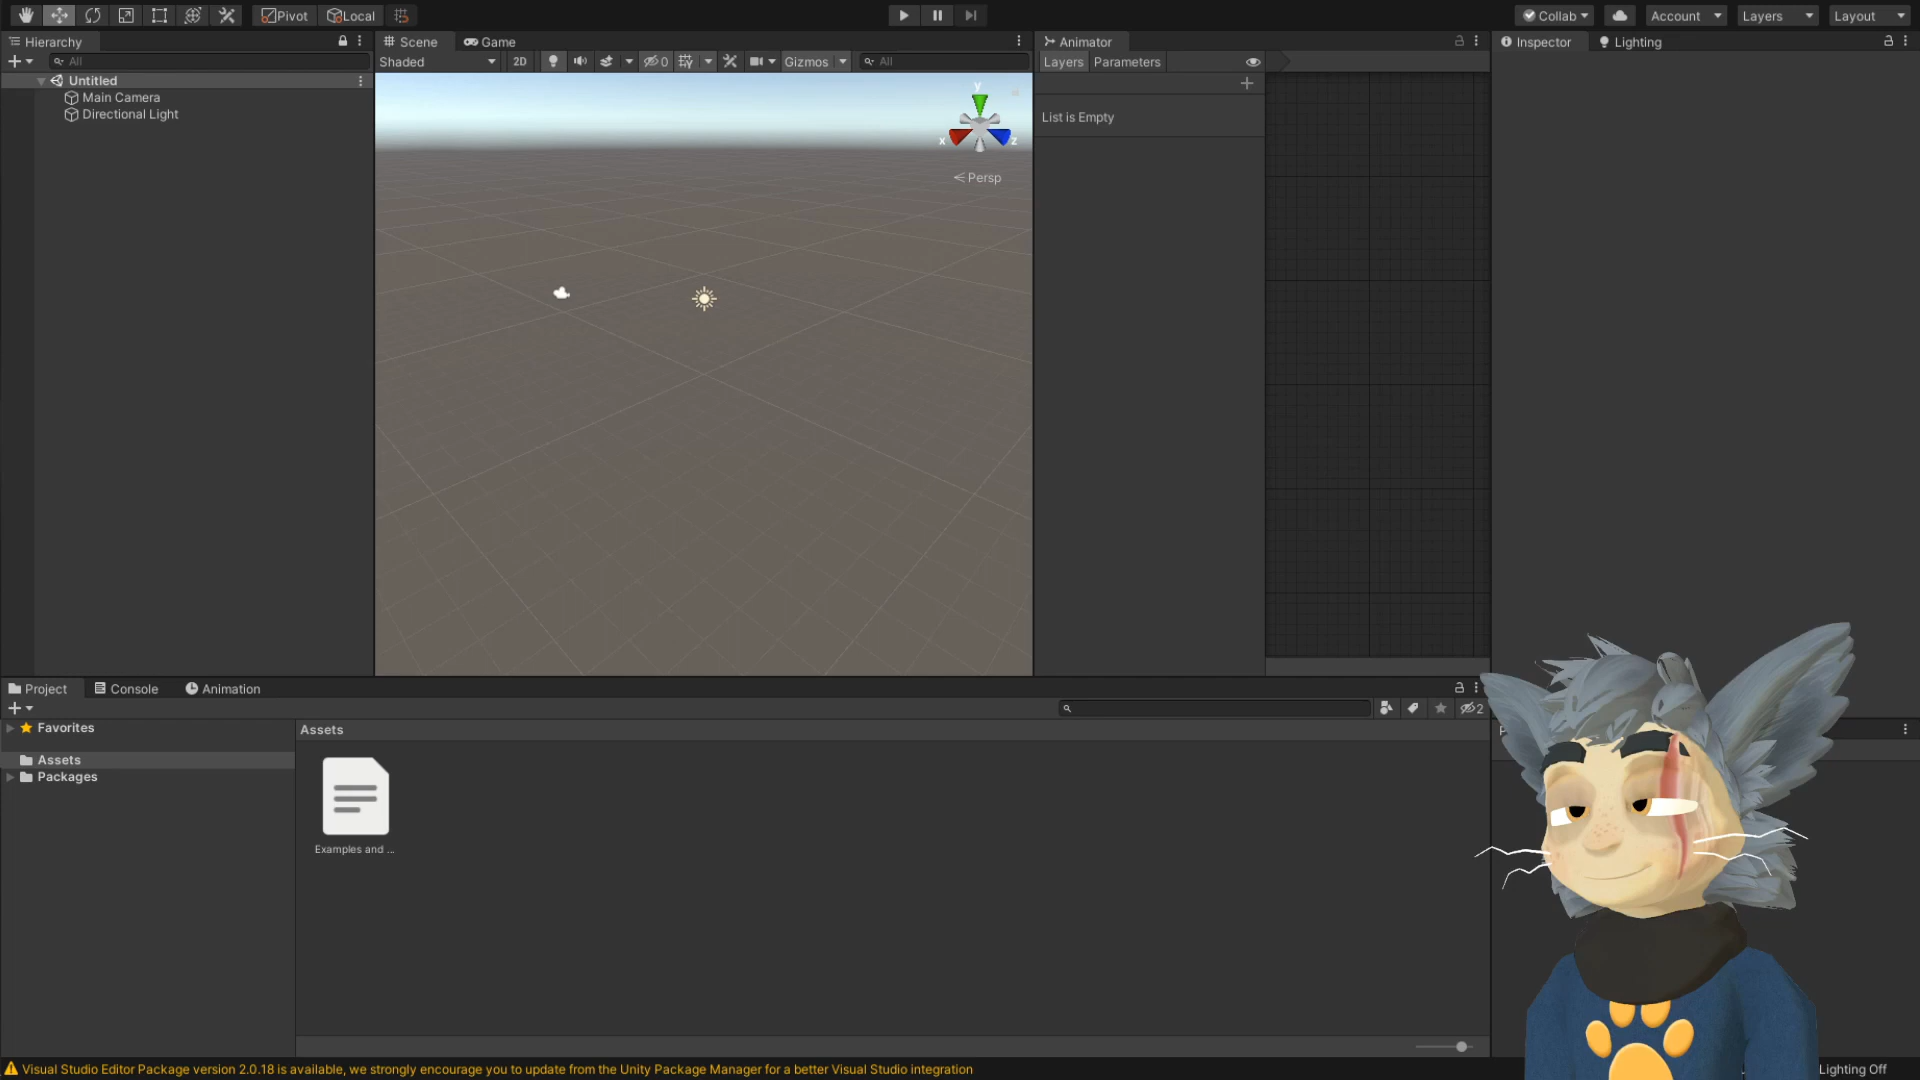 Pivot Local
Collab Account Layers Layout
Hierarchy
All
Untitled
Main Camera
Directional Light
Scene Game
Shaded 2D 0 Gizmos All
y
x z
Persp
Animator
Layers Parameters
List is Empty
Inspector Lighting
Project Console Animation
2
Favorites
Assets
Packages
Assets
Examples and ...
Visual Studio Editor Package version 2.0.18 is available, we strongly encourage you to update from the Unity Package Manager for a better Visual Studio integration
Lighting Off